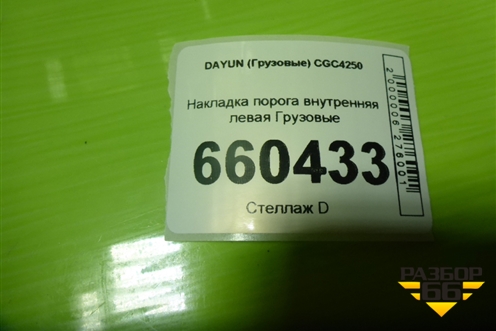 DAYUN (Грузовые) CGC4250
Накладка порога внутренняя
левая Грузовые
660433
Стеллаж D
2000006276001
РАЗБОР
66